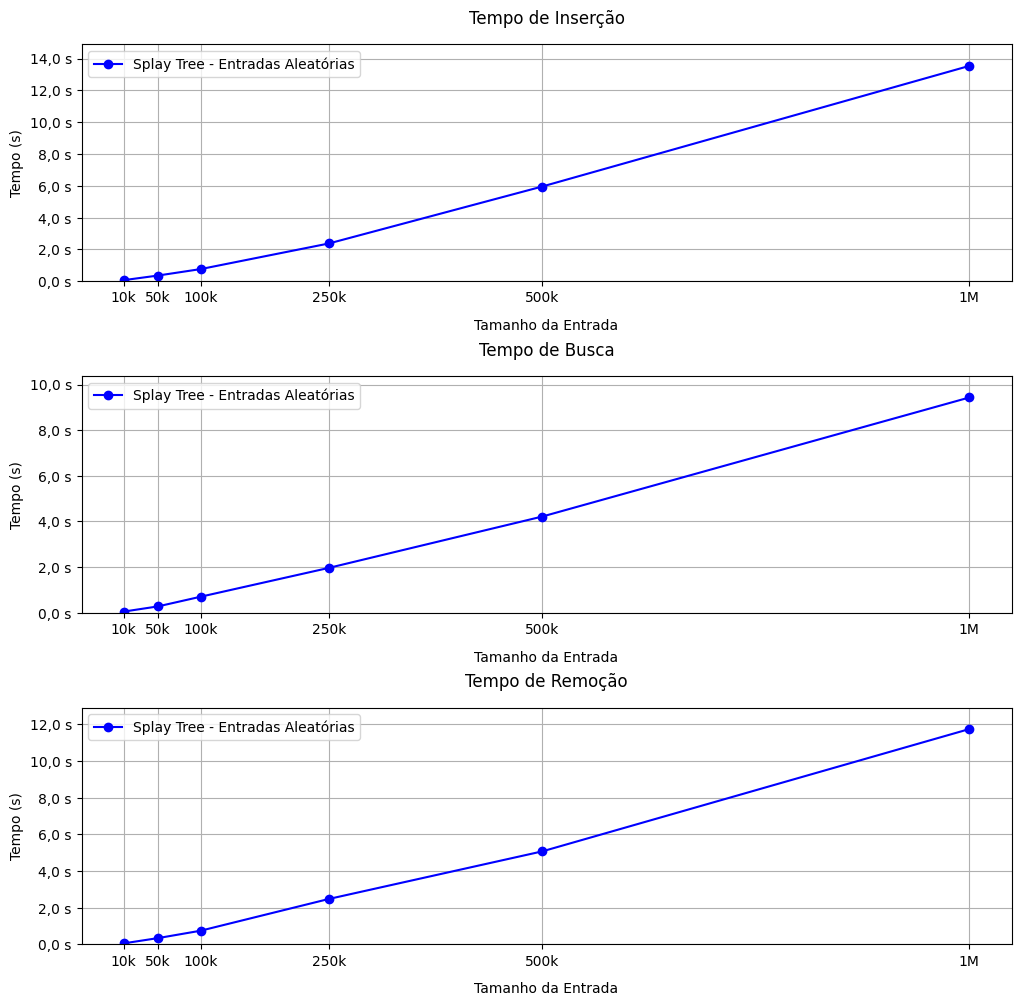 Tempo de Inserção
14,0 s
12,0 s
10,0 s
8,0 s
6,0 s
4,0 s
2,0 s
0,0 s
Tempo (s)
Splay Tree - Entradas Aleatórias
10k 50k 100k 250k 500k 1M
Tamanho da Entrada
Tempo de Busca
10,0 s
8,0 s
6,0 s
4,0 s
2,0 s
0,0 s
Tempo (s)
Splay Tree - Entradas Aleatórias
10k 50k 100k 250k 500k 1M
Tamanho da Entrada
Tempo de Remoção
12,0 s
10,0 s
8,0 s
6,0 s
4,0 s
2,0 s
0,0 s
Tempo (s)
Splay Tree - Entradas Aleatórias
10k 50k 100k 250k 500k 1M
Tamanho da Entrada